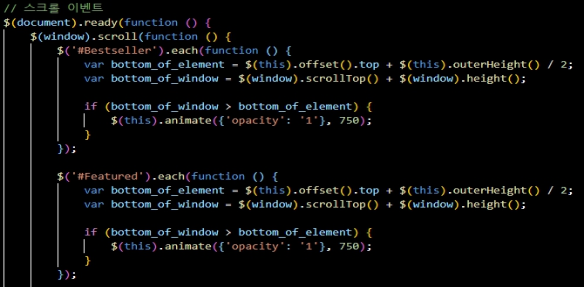 // 스크롤 이벤트
$(document).ready(function () {
$(window).scroll(function () {
$('#Bestseller').each(function () {
var bottom_of_element = $(this).offset().top + $(this).outerHeight() / 2;
var bottom_of_window = $(window).scrollTop() + $(window).height();
if (bottom_of_window > bottom_of_element) {
$(this).animate({'opacity': '1'}, 750);
}
});
$('#Featured').each(function () {
var bottom_of_element = $(this).offset().top + $(this).outerHeight() / 2;
var bottom_of_window = $(window).scrollTop() + $(window).height();
if (bottom_of_window > bottom_of_element) {
$(this).animate({'opacity': '1'}, 750);
}
});